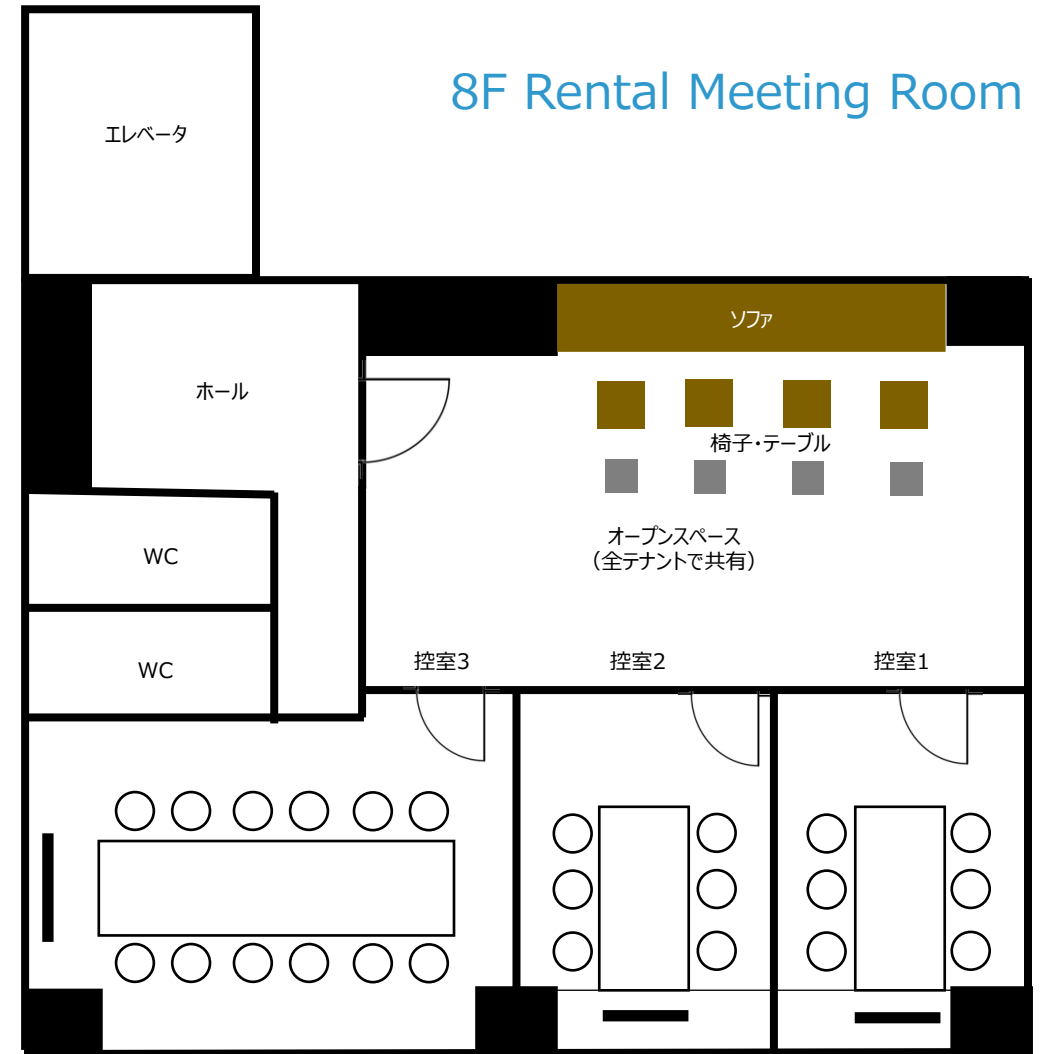 8F Rental Meeting Room
エレベータ
ソファ
ホール
椅子・テーブル
オープンスペース
（全テナントで共有）
WC
WC
控室3
控室2
控室1